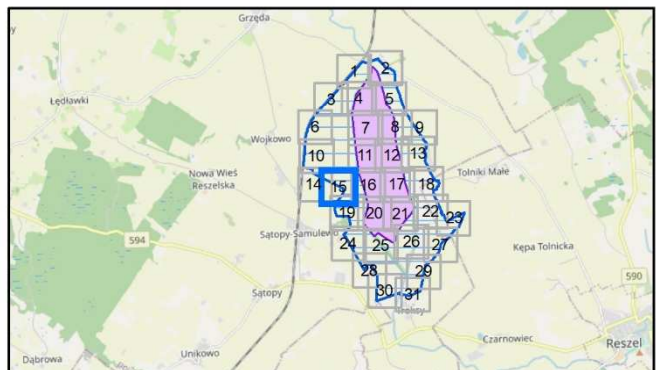 Grzęda
Lędławki
1 2
3 4 5
6 7 8 9
Wojkowo
10 11 12 13
Nowa Wieś
Reszelska
Tolniki Małe
14 15 16 17 18
19 20 21 22 23
Sątopy-Samulewo
594
24 25 26 27
Kępa Tolnicka
28 29
590
Sątopy
30 31
Troksy
Czarnowiec
Reszel
Unikowo
Dąbrowa